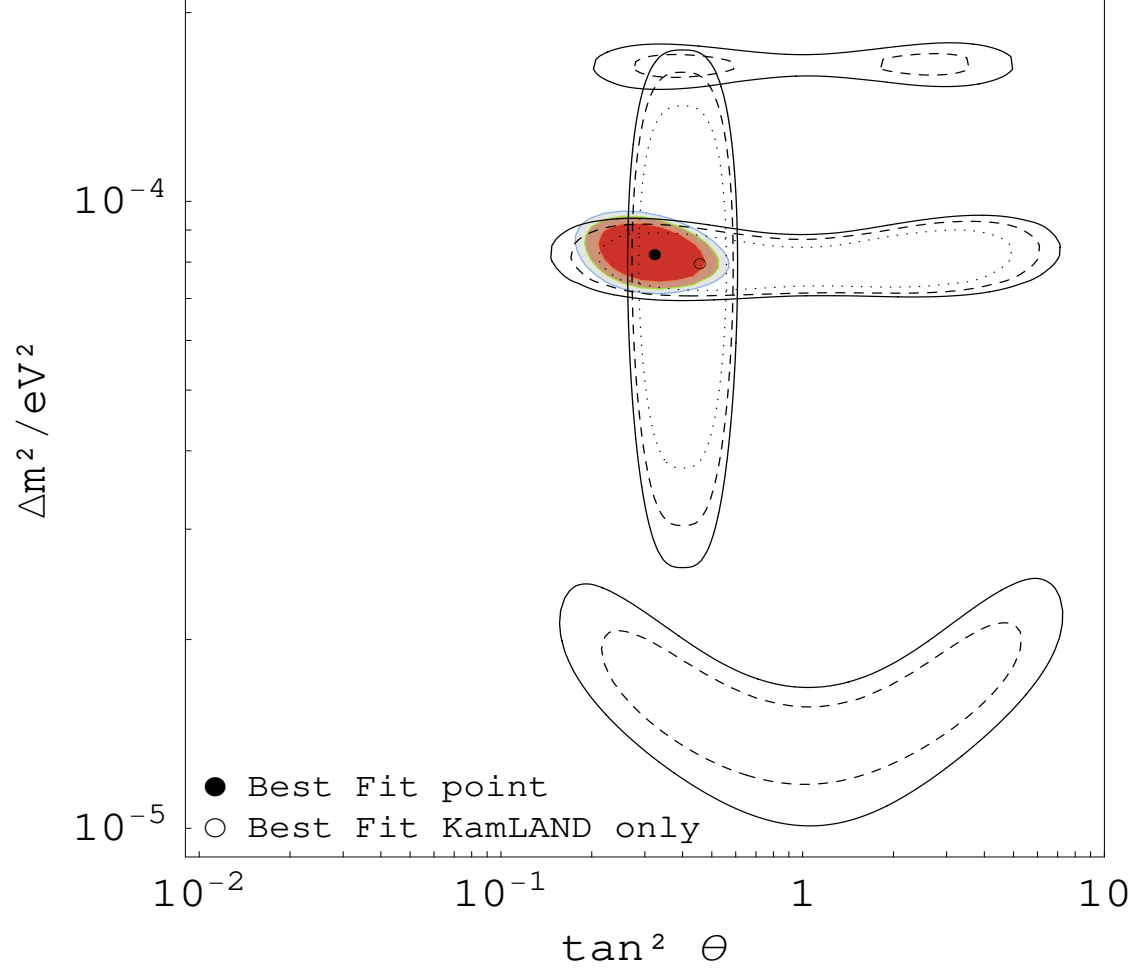 10⁻⁴
Δm²/eV²
● Best Fit point
○ Best Fit KamLAND only
10⁻⁵
10⁻² 10⁻¹ 1 10
tan² θ